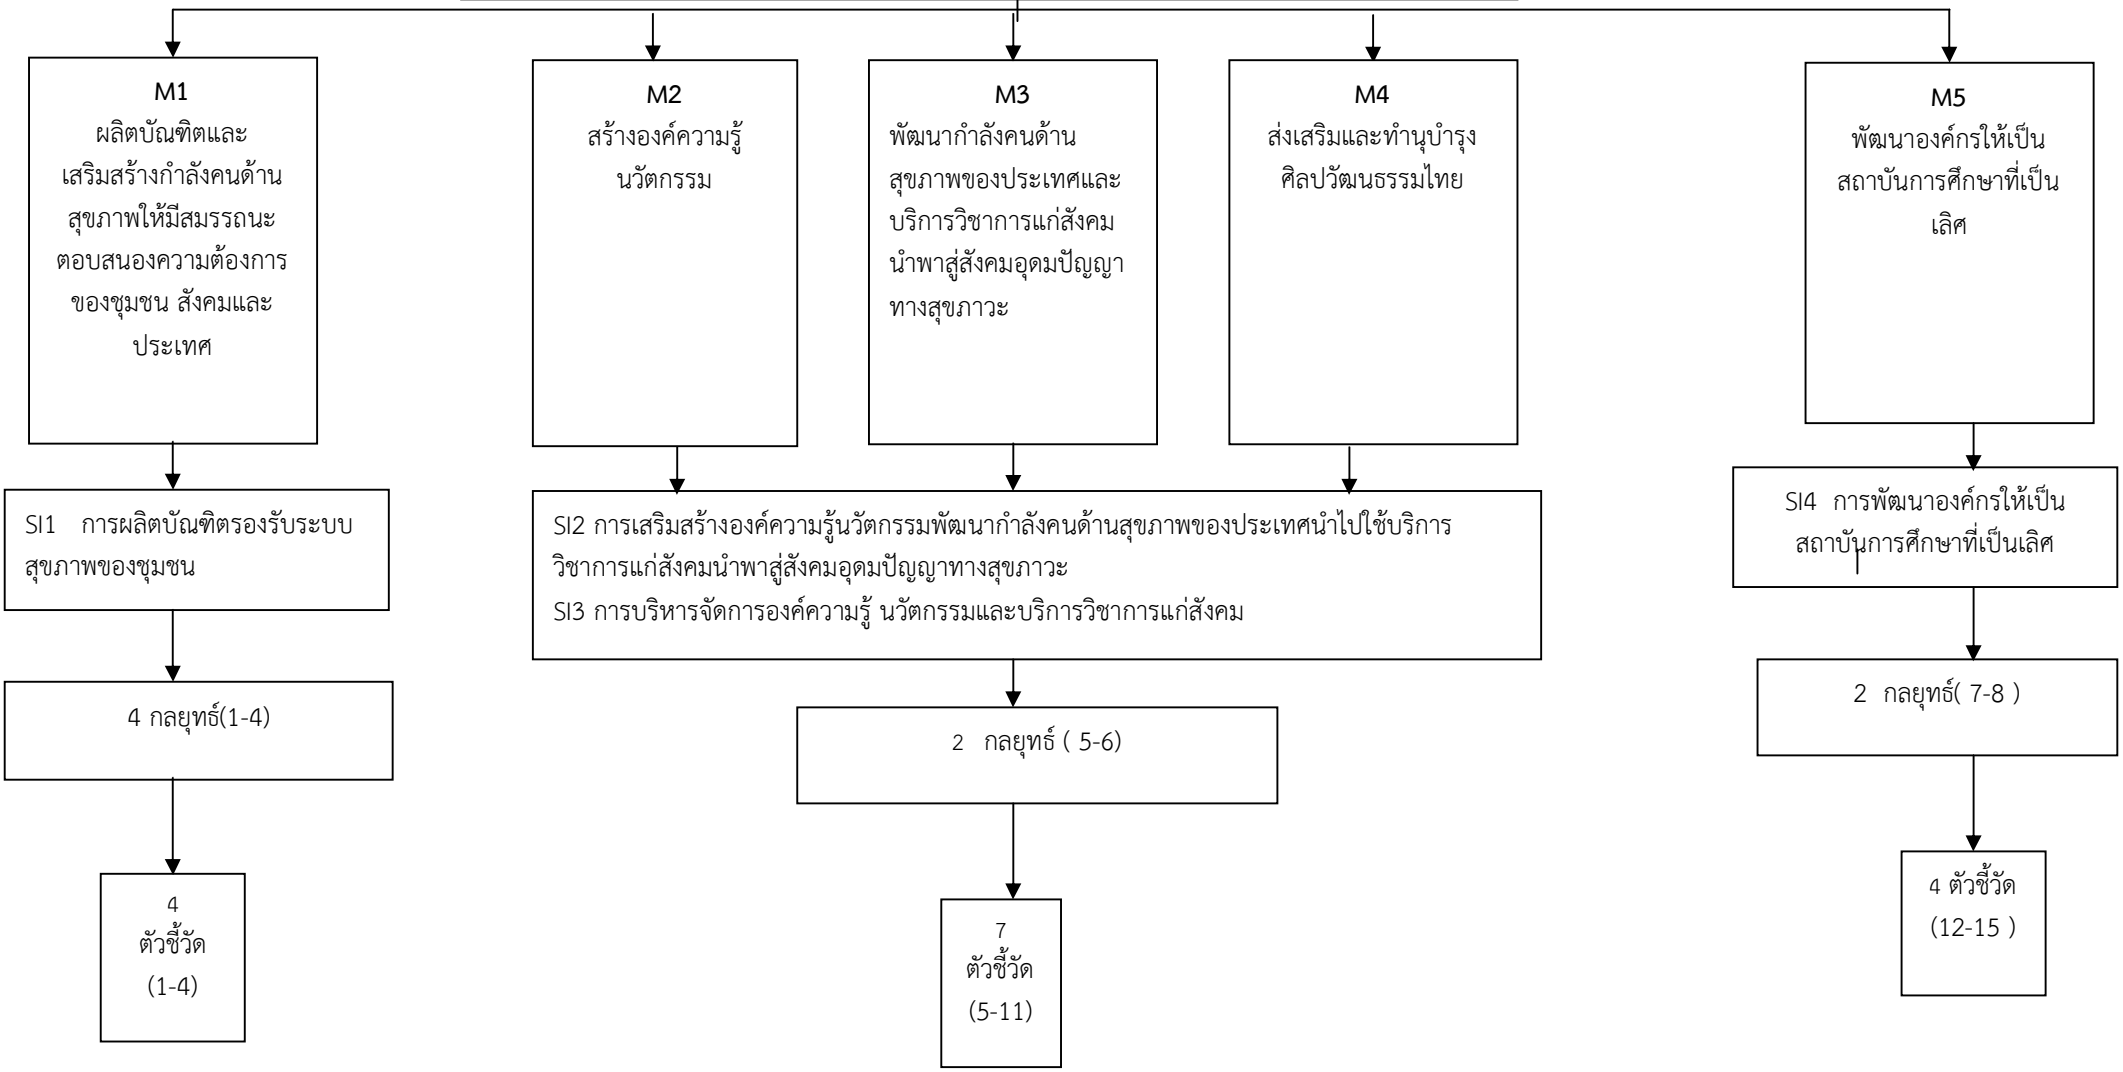 M1
ผลิตบัณฑิตและ
เสริมสร้างกำลังคนด้าน
สุขภาพให้มีสมรรถนะ
ตอบสนองความต้องการ
ของชุมชน สังคมและ
ประเทศ
M2
สร้างองค์ความรู้
นวัตกรรม
M3
พัฒนากำลังคนด้าน
สุขภาพของประเทศและ
บริการวิชาการแก่สังคม
นำพาสู่สังคมอุดมปัญญา
ทางสุขภาวะ
M4
ส่งเสริมและทำนุบำรุง
ศิลปวัฒนธรรมไทย
M5
พัฒนาองค์กรให้เป็น
สถาบันการศึกษาที่เป็น
เลิศ
SI1 การผลิตบัณฑิตรองรับระบบ
สุขภาพของชุมชน
SI2 การเสริมสร้างองค์ความรู้นวัตกรรมพัฒนากำลังคนด้านสุขภาพของประเทศนำไปใช้บริการ
วิชาการแก่สังคมนำพาสู่สังคมอุดมปัญญาทางสุขภาวะ
SI3 การบริหารจัดการองค์ความรู้ นวัตกรรมและบริการวิชาการแก่สังคม
SI4 การพัฒนาองค์กรให้เป็น
สถาบันการศึกษาที่เป็นเลิศ
4 กลยุทธ์(1-4)
2 กลยุทธ์ ( 5-6)
2 กลยุทธ์( 7-8 )
4
ตัวชี้วัด
(1-4)
7
ตัวชี้วัด
(5-11)
4 ตัวชี้วัด
(12-15 )